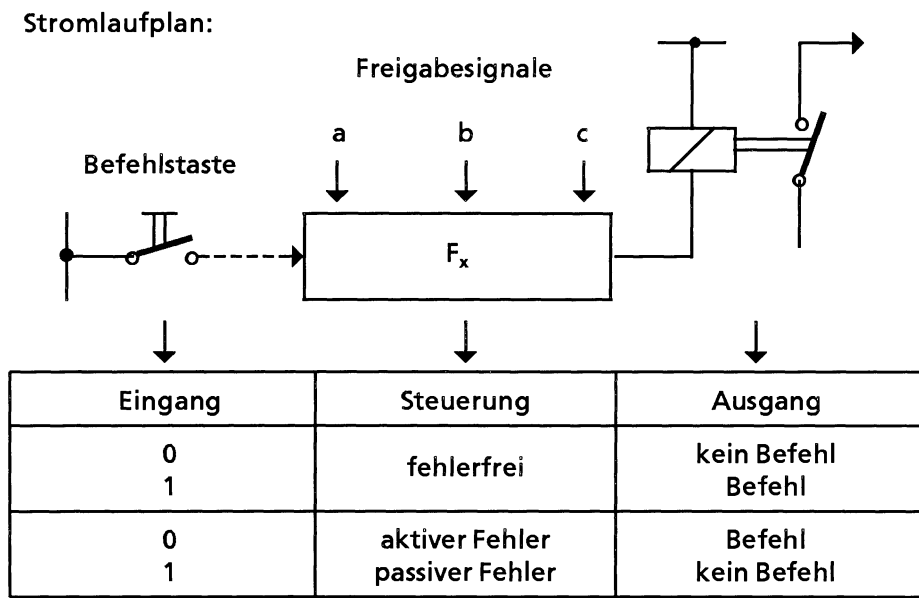 Stromlaufplan:
Freigabesignale
a b c
Befehlstaste
Fx
Eingang Steuerung Ausgang
0 fehlerfrei kein Befehl
1 Befehl
0 aktiver Fehler Befehl
1 passiver Fehler kein Befehl